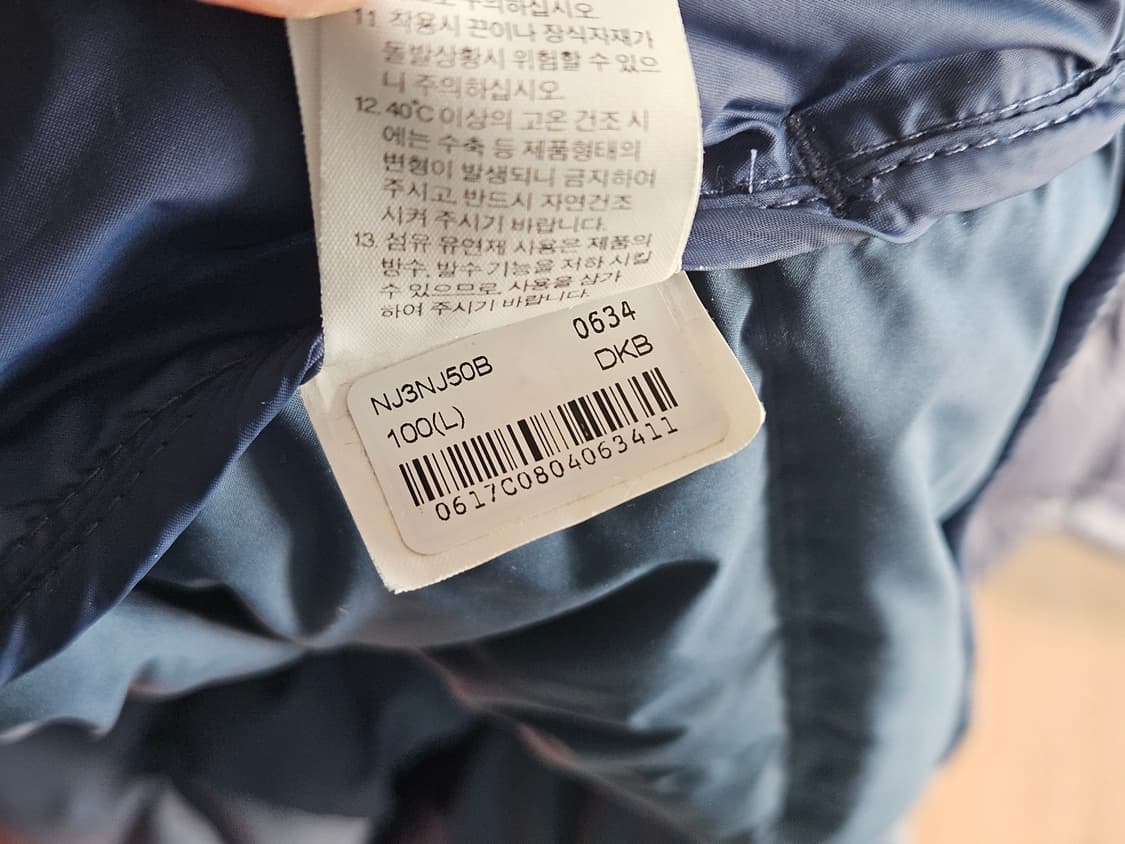 주의하십시오
11. 착용시 끈이나 장식자재가
돌발상황시 위험할 수 있으
니 주의하십시오.
12. 40℃ 이상의 고온 건조 시
에는 수축 등 제품형태의
변형이 발생되니 금지하여
주시고, 반드시 자연건조
시켜 주시기 바랍니다.
13. 섬유 유연제 사용은 제품의
방수, 발수 기능을 저하 시킬
수 있으므로, 사용을 삼가
하여 주시기 바랍니다.
0634
NJ3NJ50B DKB
100(L)
0617C0804063411